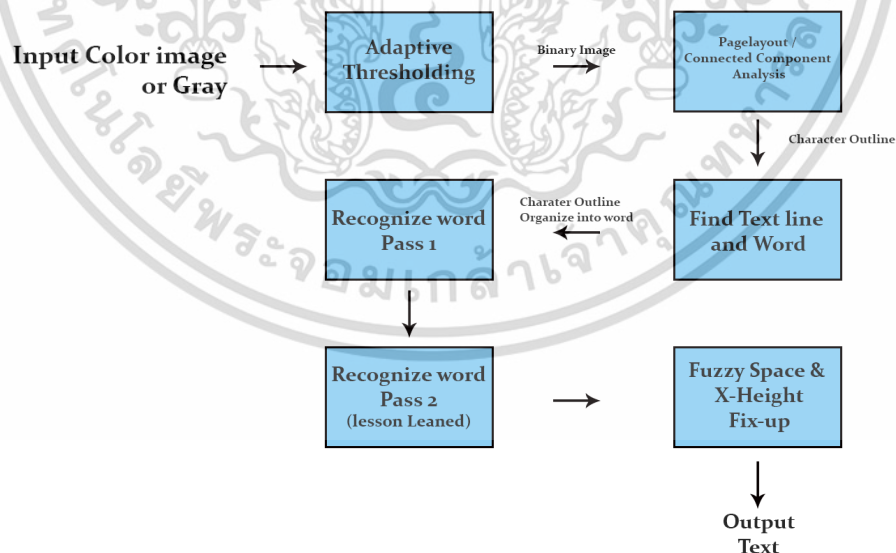 Input Color image
or Gray
Adaptive
Thresholding
Binary Image
Pagelayout /
Connected Component
Analysis
Character Outline
Find Text line
and Word
Charater Outline
Organize into word
Recognize word
Pass 1
Recognize word
Pass 2
(lesson Leaned)
Fuzzy Space &
X-Height
Fix-up
Output
Text